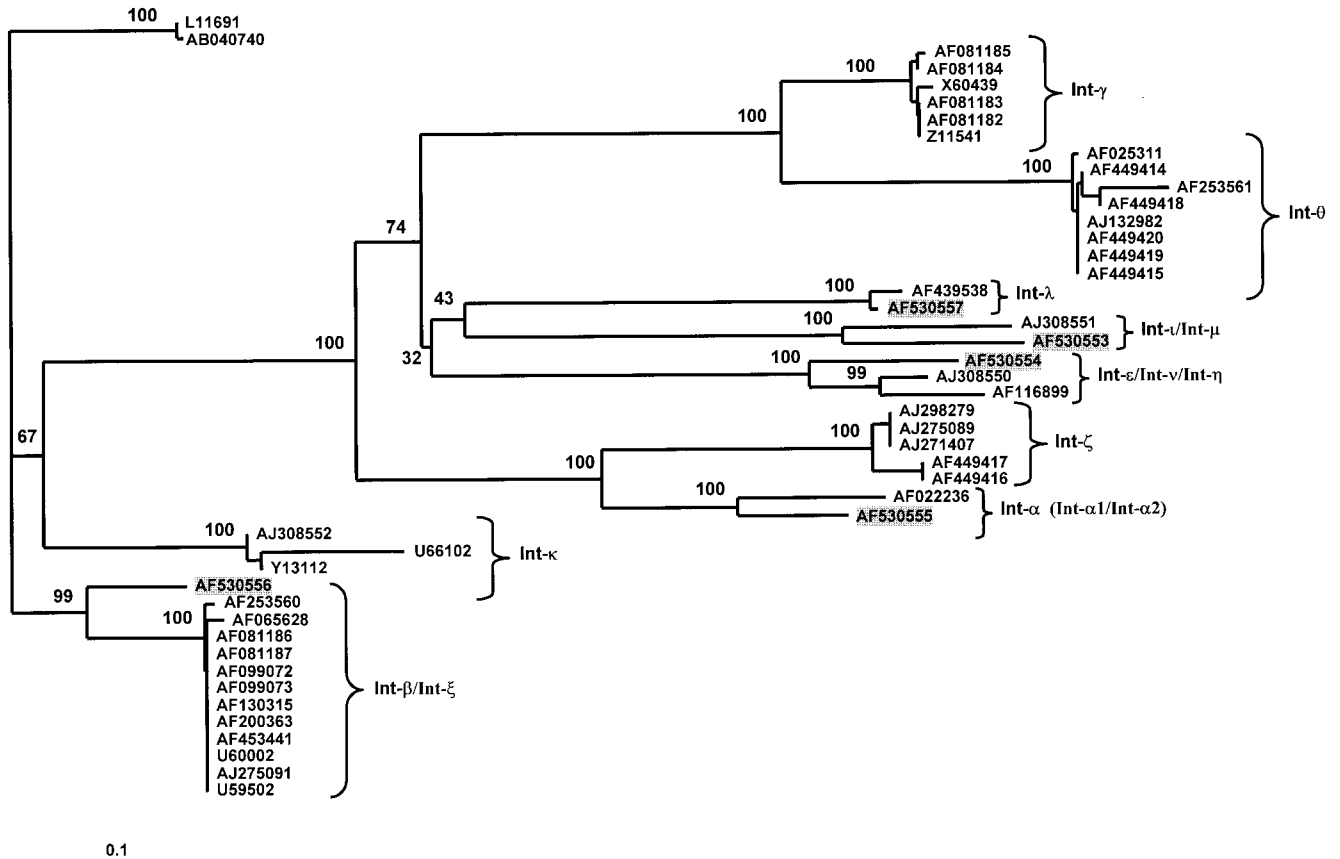 100
L11691
AB040740
AF081185
100
AF081184
X60439
Int-γ
AF081183
100
AF081182
Z11541
AF025311
100
AF449414
AF253561
AF449418
Int-θ
AJ132982
74
AF449420
AF449419
AF449415
100
AF439538
43
Int-λ
AF530557
100
AJ308551
Int-ι/Int-μ
AF530553
100
32
100
AF530554
99
AJ308550
Int-ε/Int-ν/Int-η
AF116899
AJ298279
AJ275089
67
100
AJ271407
Int-ζ
100
AF449417
AF449416
100
AF022236
Int-α (Int-α1/Int-α2)
AF530555
100
AJ308552
U66102
Int-κ
Y13112
AF530556
99
AF253560
100
AF065628
AF081186
AF081187
AF099072
AF099073
Int-β/Int-ξ
AF130315
AF200363
AF453441
U60002
AJ275091
U59502
0.1